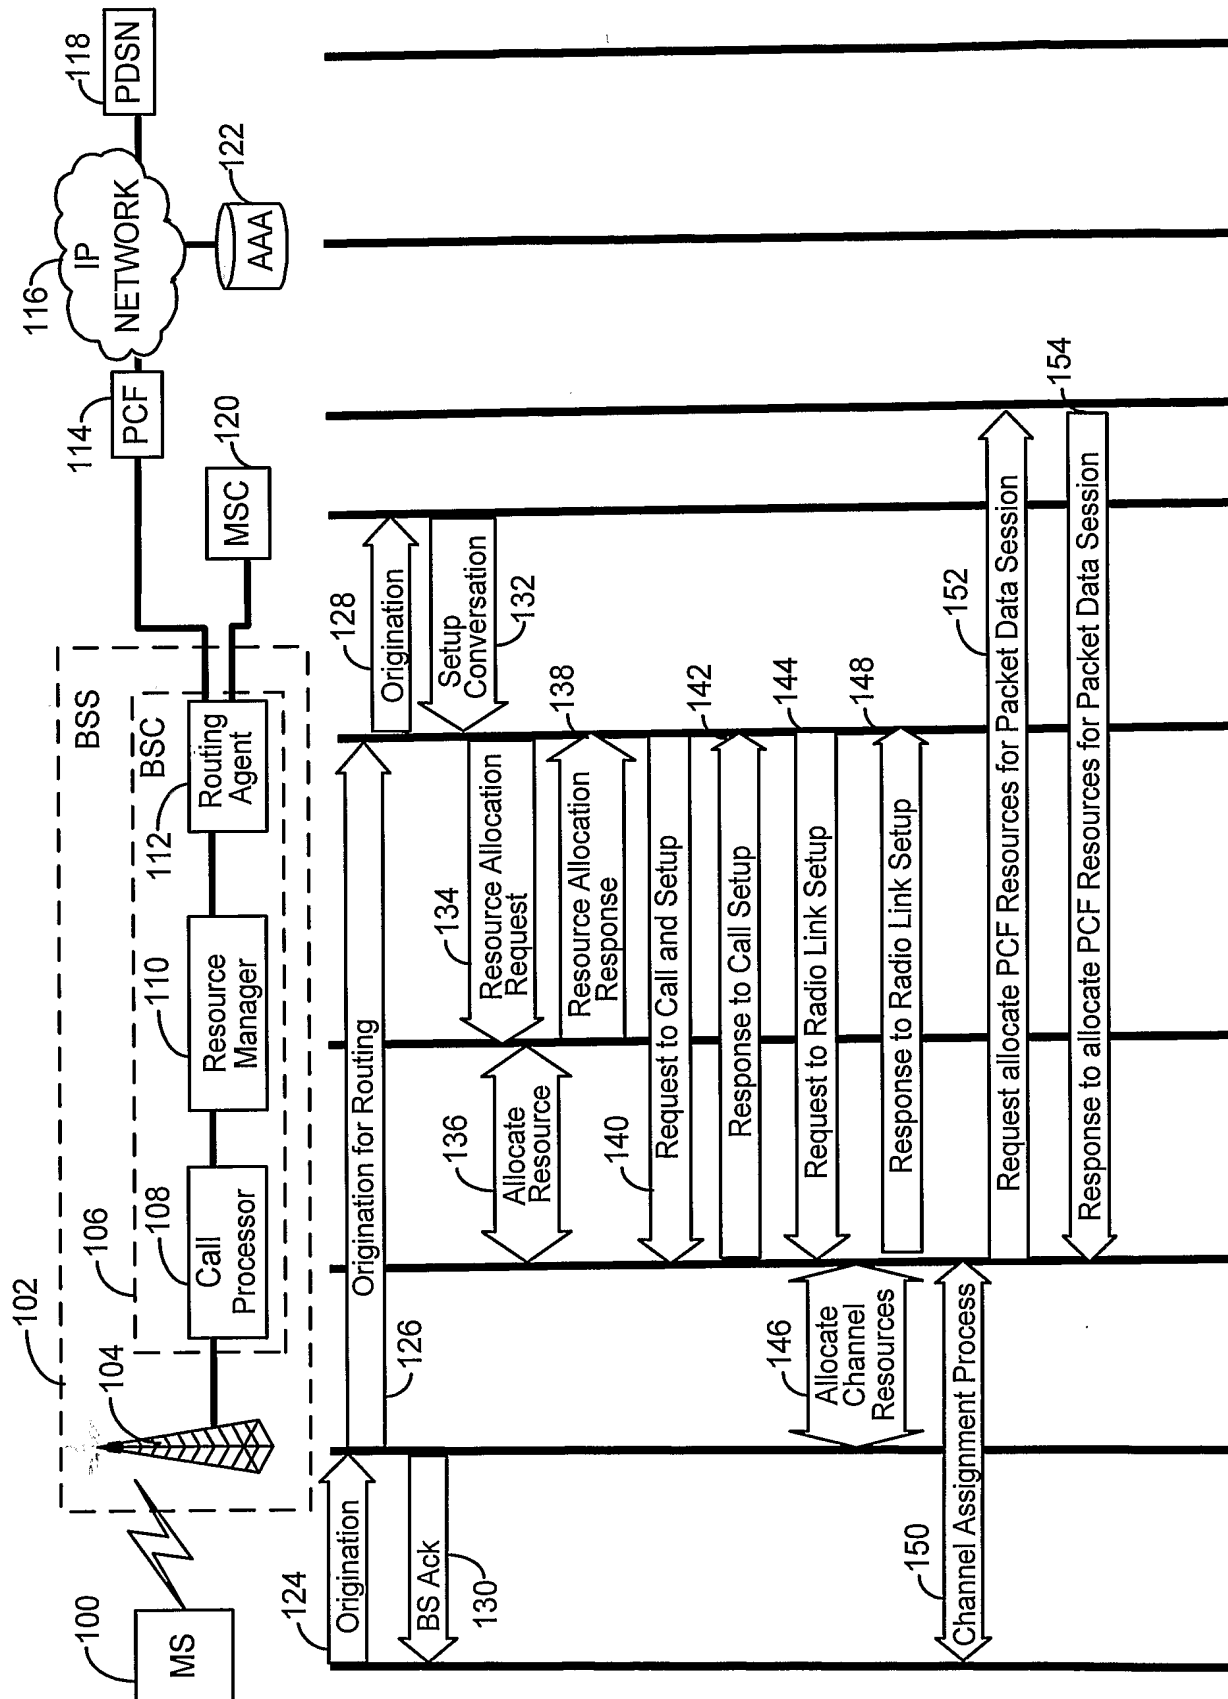 100
MS
102
104
BSS
106
BSC
108
Call
Processor
110
Resource
Manager
112
Routing
Agent
114
PCF
120
MSC
116
IP
NETWORK
122
AAA
118
PDSN
124
Origination
Origination for Routing
126
128
Origination
BS Ack
130
Setup
Conversation
132
134
Resource Allocation
Request
136
Allocate
Resource
Resource Allocation
Response
138
140
Request to Call and Setup
Response to Call Setup
142
Request to Radio Link Setup
144
146
Allocate
Channel
Resources
Response to Radio Link Setup
148
150
Channel Assignment Process
152
Request allocate PCF Resources for Packet Data Session
Response to allocate PCF Resources for Packet Data Session
154